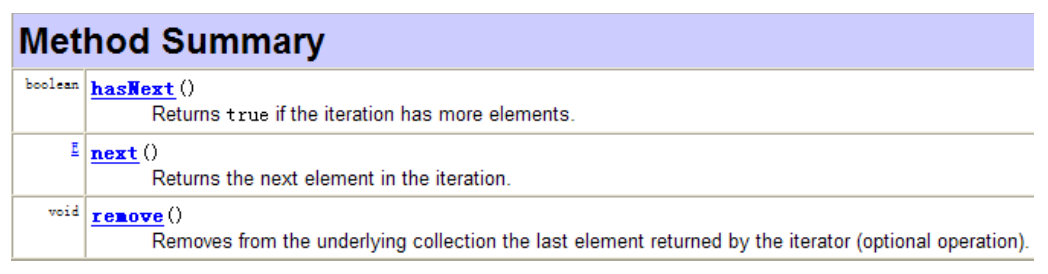 Method Summary
boolean hasNext()
Returns true if the iteration has more elements.
E next()
Returns the next element in the iteration.
void remove()
Removes from the underlying collection the last element returned by the iterator (optional operation).